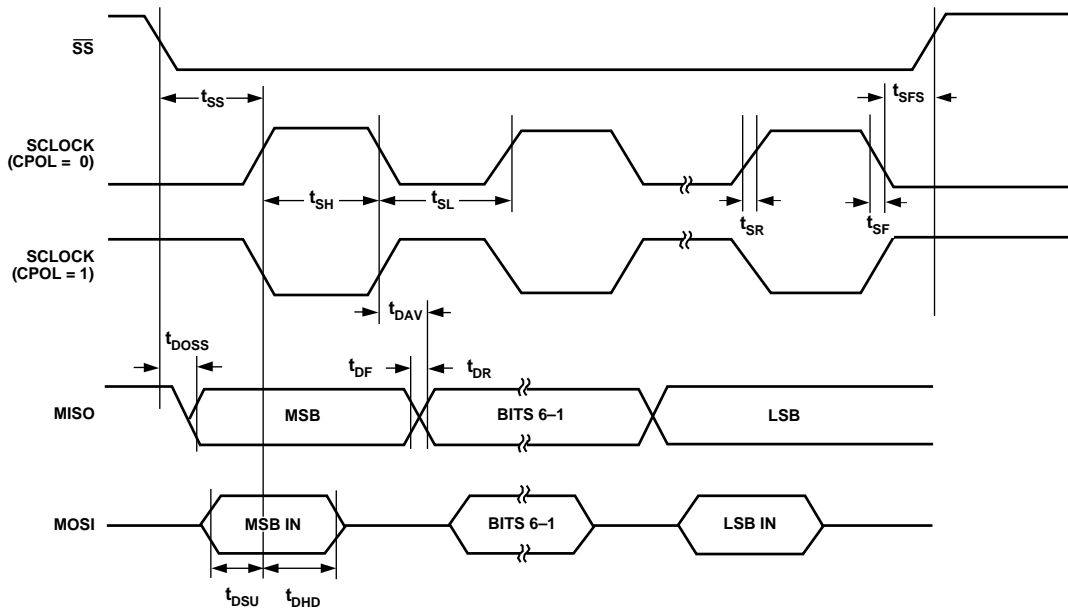 SS
tSS
tSFS
SCLOCK
(CPOL = 0)
tSH
tSL
tSR
tSF
SCLOCK
(CPOL = 1)
tDAV
tDOSS
tDF
tDR
MISO
MSB
BITS 6–1
LSB
MOSI
MSB IN
BITS 6–1
LSB IN
tDSU
tDHD